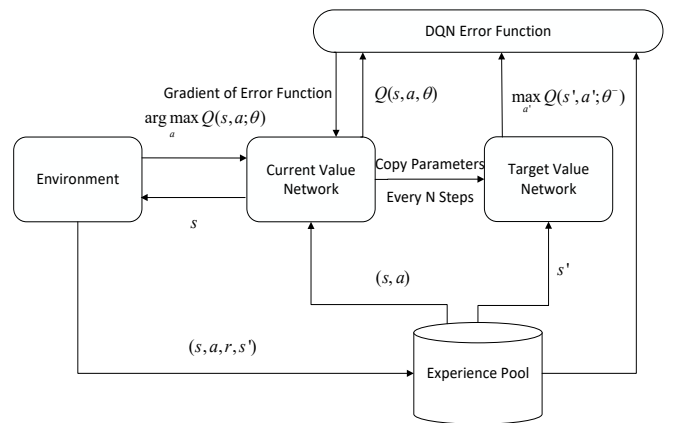 DQN Error Function
Gradient of Error Function
Q(s,a,θ)
max Q(s',a';θ⁻)
a'
arg max Q(s,a;θ)
a
Environment
Current Value
Network
Copy Parameters
Every N Steps
Target Value
Network
s
(s,a)
s'
(s,a,r,s')
Experience Pool